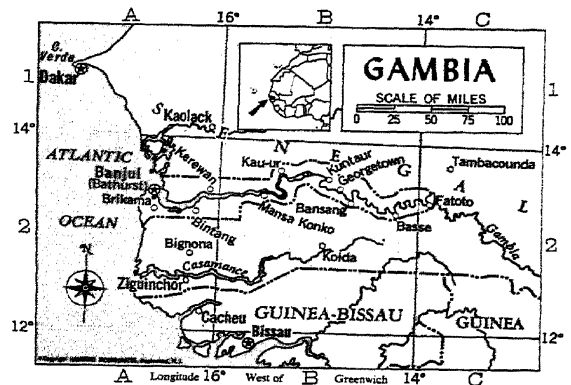 A 16° B 14° C
C. Verde
Dakar
GAMBIA
SCALE OF MILES
0 25 50 75 100
1 1
Kaolack
SENEGAL
14° 14°
ATLANTIC
OCEAN
Kerewan
Kau-ur
Kuntaur
Georgetown
Tambacounda
Banjul
(Bathurst)
Brikama
Bintang
Mansa Konko
Bansang
Basse
Fatoto
Gambia
2 2
N
Bignona
Kolda
Casamance
Ziguinchor
Cacheu
GUINEA-BISSAU
GUINEA
Bissau
12° 12°
A Longitude 16° West of B Greenwich 14° C